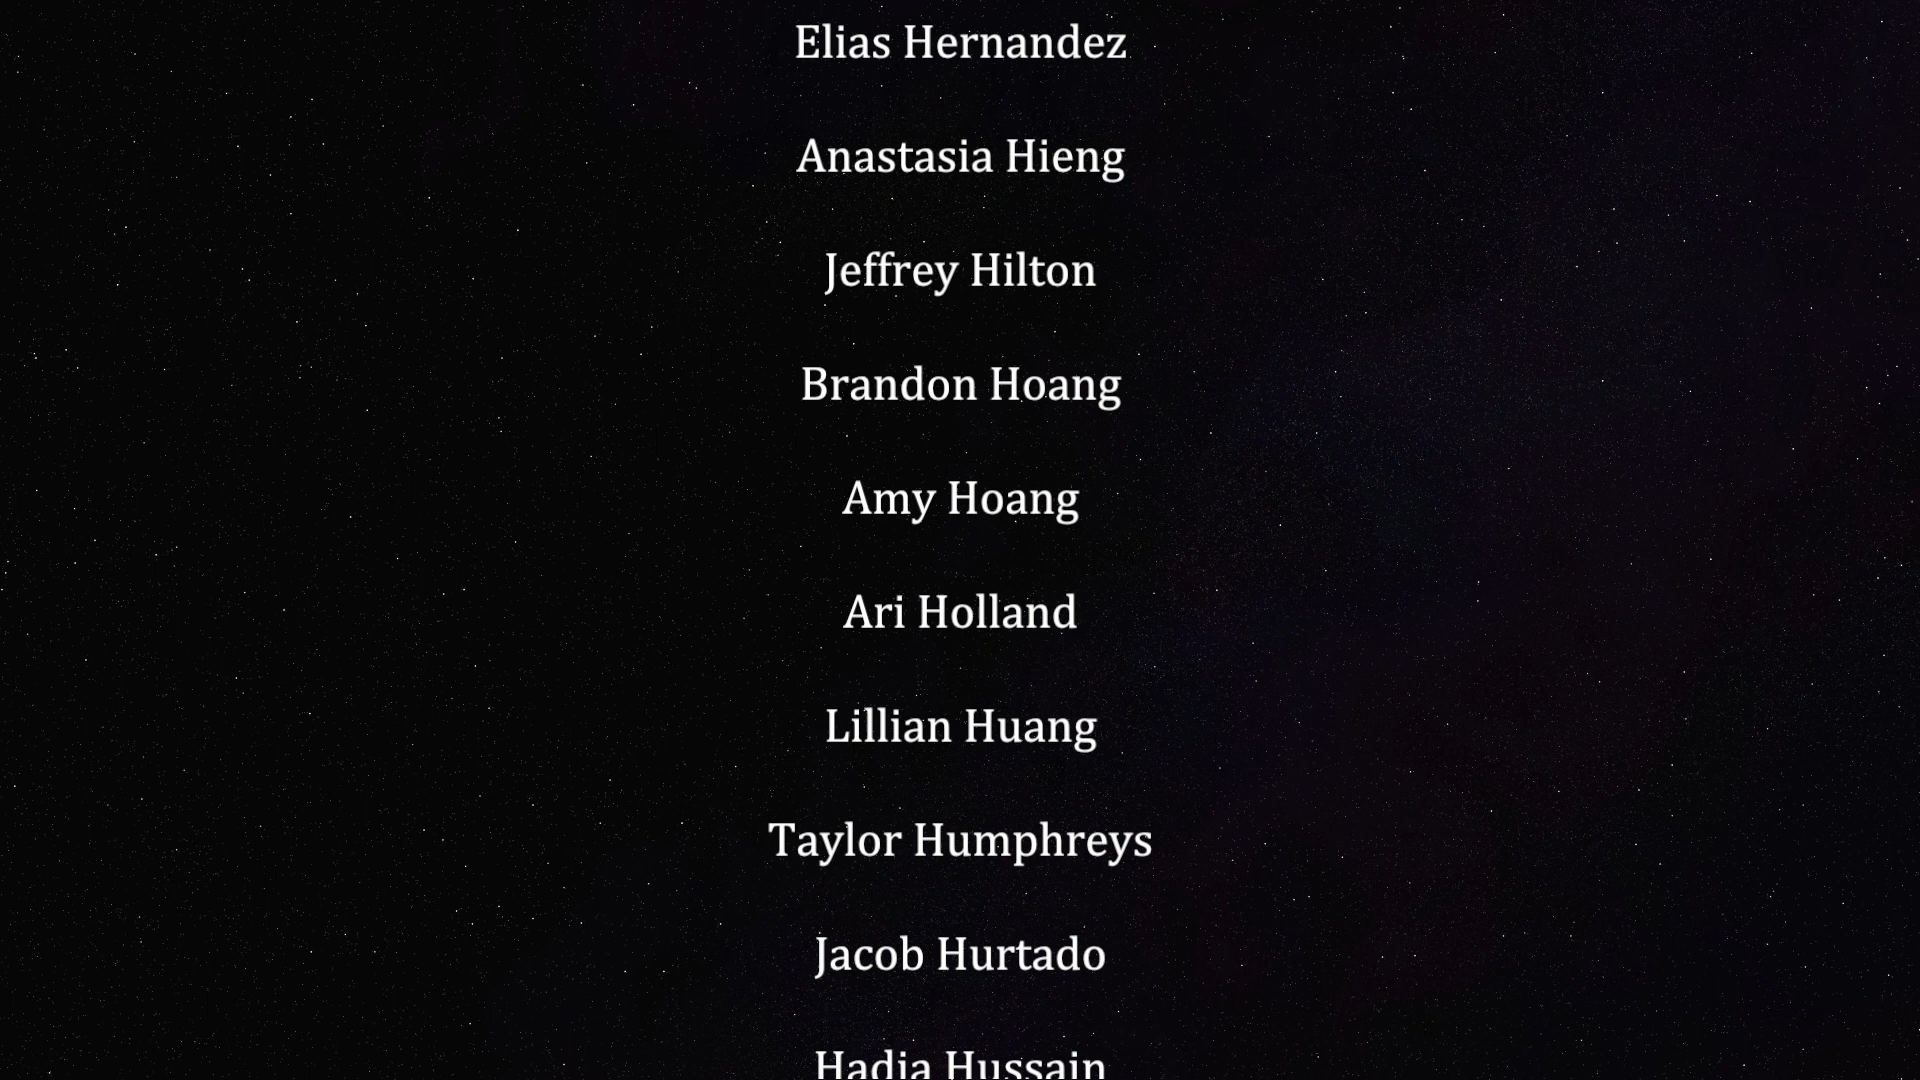 Elias Hernandez
Anastasia Hieng
Jeffrey Hilton
Brandon Hoang
Amy Hoang
Ari Holland
Lillian Huang
Taylor Humphreys
Jacob Hurtado
Hadia Hussain